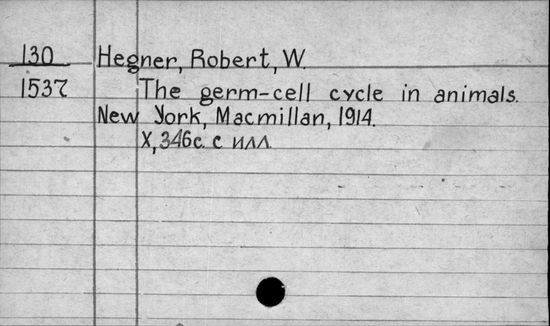 130 Hegner, Robert, W.
1537 The germ-cell cycle in animals.
New York, Macmillan, 1914.
X, 346с. с илл.